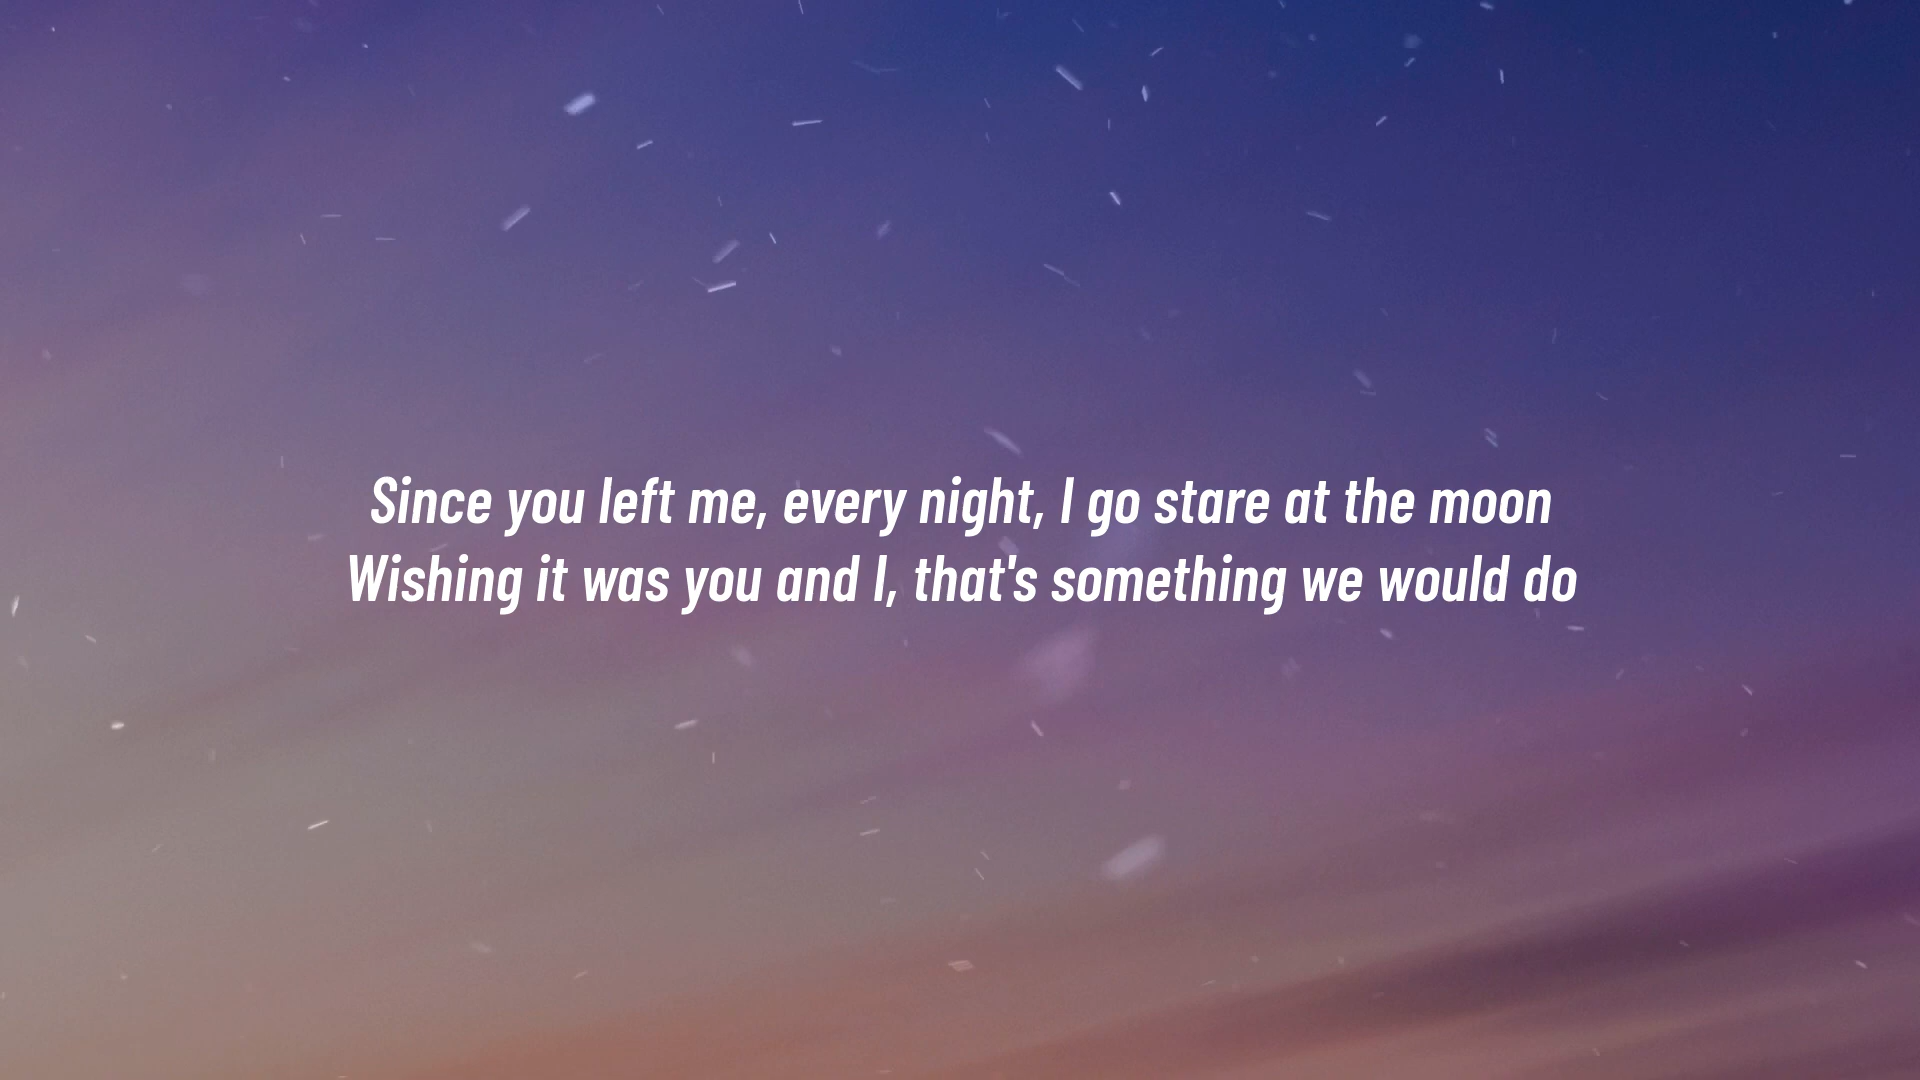 Since you left me, every night, I go stare at the moon
Wishing it was you and I, that's something we would do